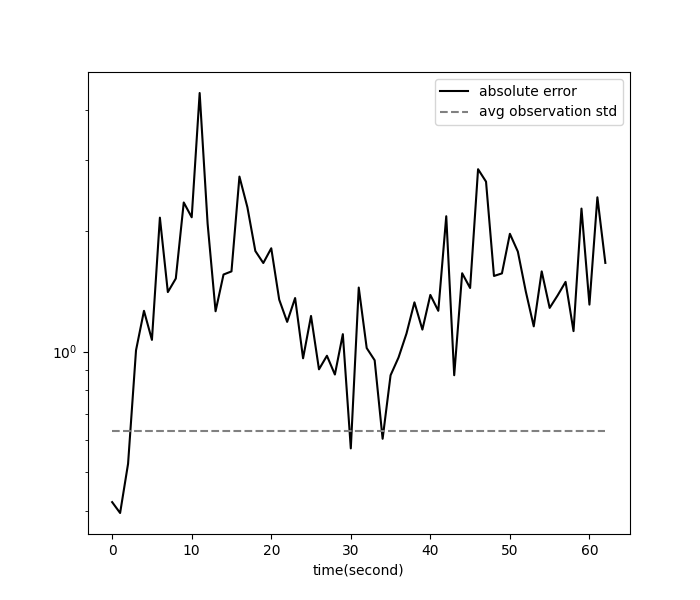 absolute error
avg observation std
10⁰
0 10 20 30 40 50 60
time(second)